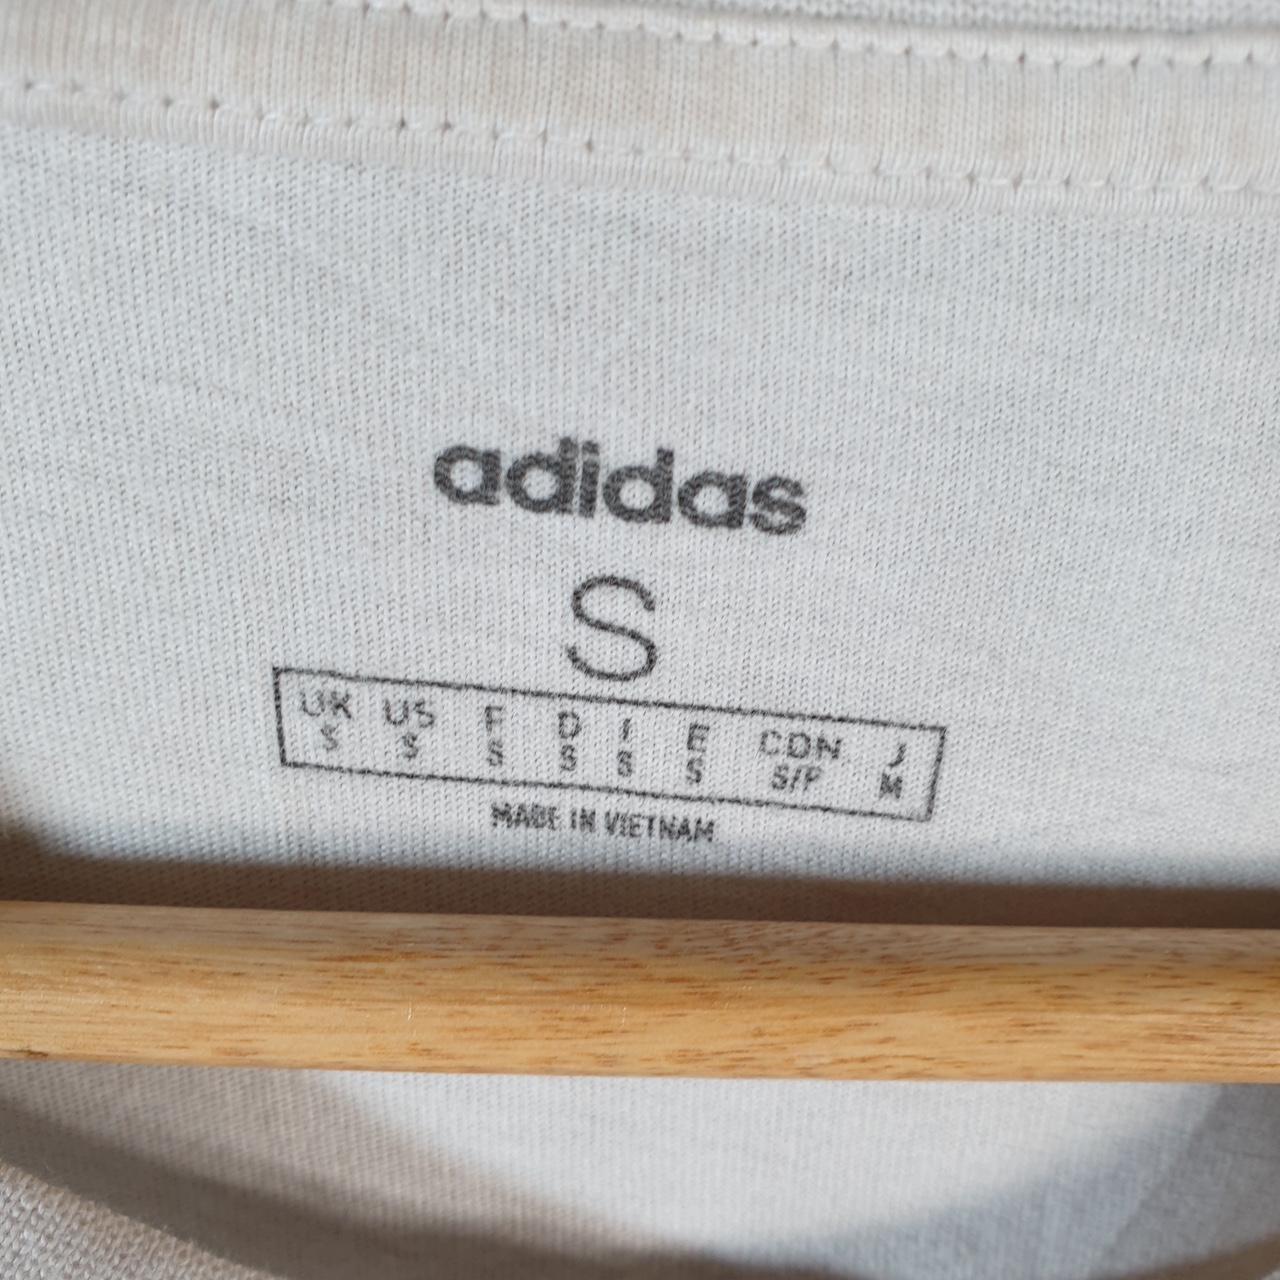 adidas
S
UK US F D I E CDN J
S S S S S S S/P M
MADE IN VIETNAM